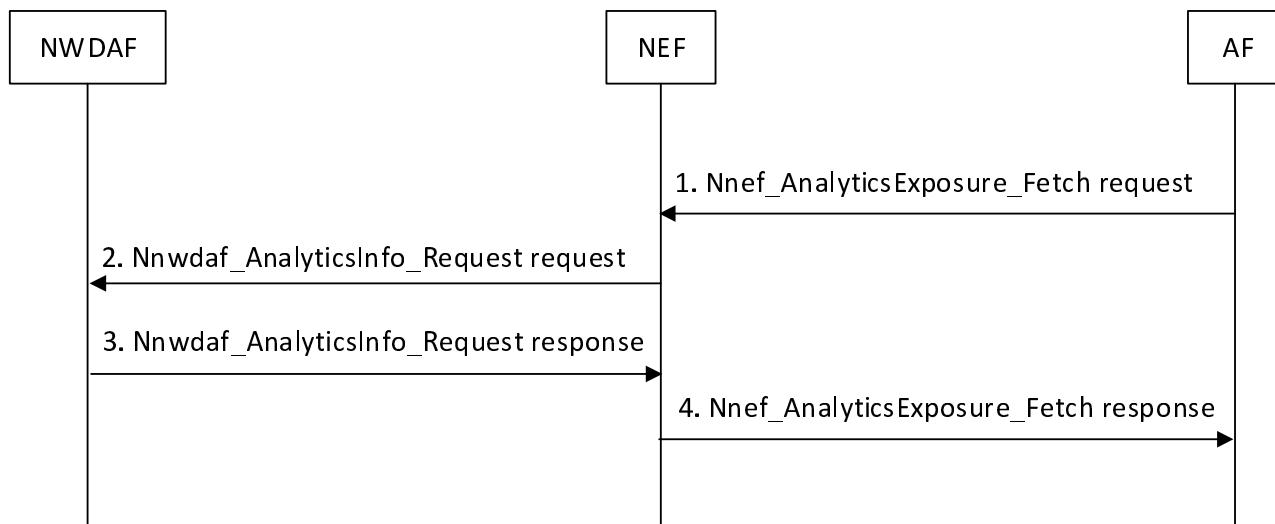 NWDAF
NEF
AF
1. Nnef_AnalyticsExposure_Fetch request
2. Nnwdaf_AnalyticsInfo_Request request
3. Nnwdaf_AnalyticsInfo_Request response
4. Nnef_AnalyticsExposure_Fetch response